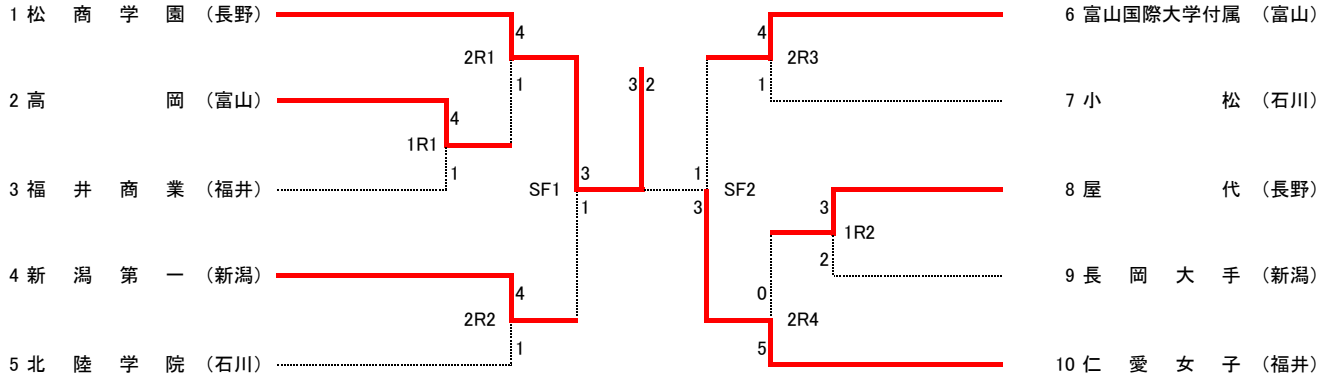 1 松商学園 （長野）
4
2R1
1
2 高岡 （富山）
4
1R1
1
3 福井商業 （福井）
3
SF1
1
4 新潟第一 （新潟）
4
2R2
1
5 北陸学院 （石川）
3 2
6 富山国際大学付属 （富山）
4
2R3
1
7 小松 （石川）
1
SF2
3
8 屋代 （長野）
3
1R2
2
9 長岡大手 （新潟）
0
2R4
5
10 仁愛女子 （福井）